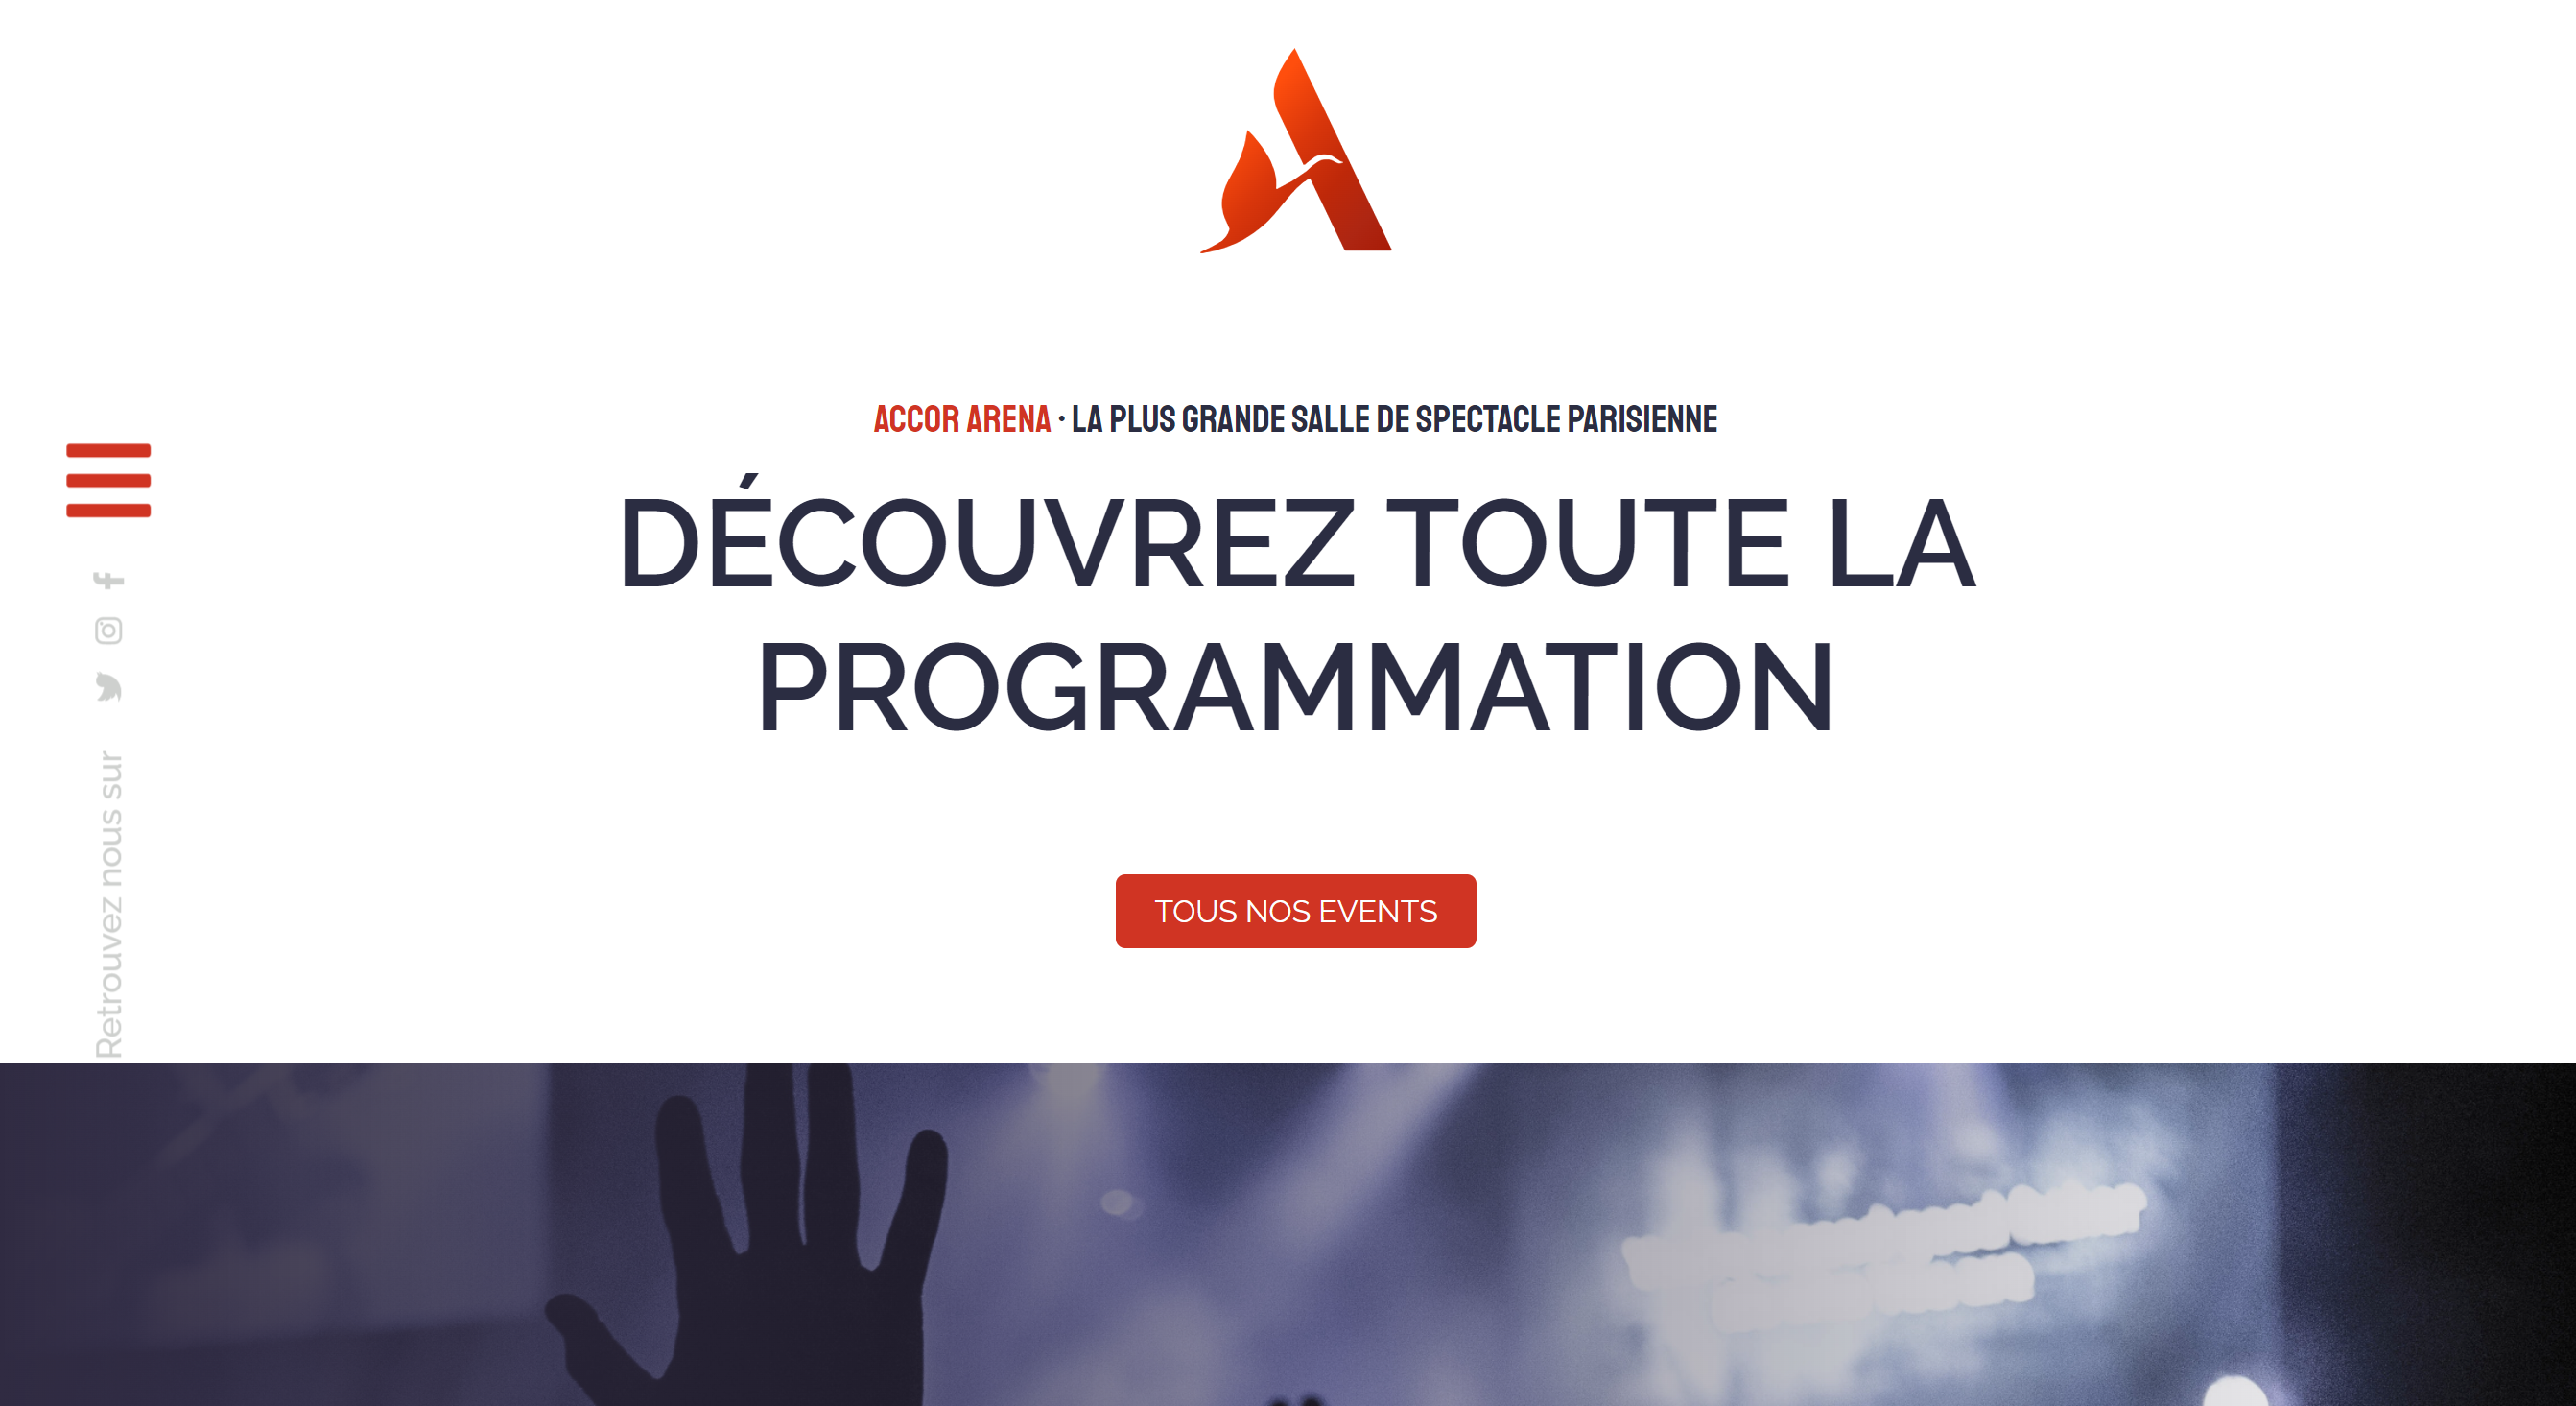 ACCOR ARENA · LA PLUS GRANDE SALLE DE SPECTACLE PARISIENNE
DÉCOUVREZ TOUTE LA
PROGRAMMATION
TOUS NOS EVENTS
Retrouvez nous sur